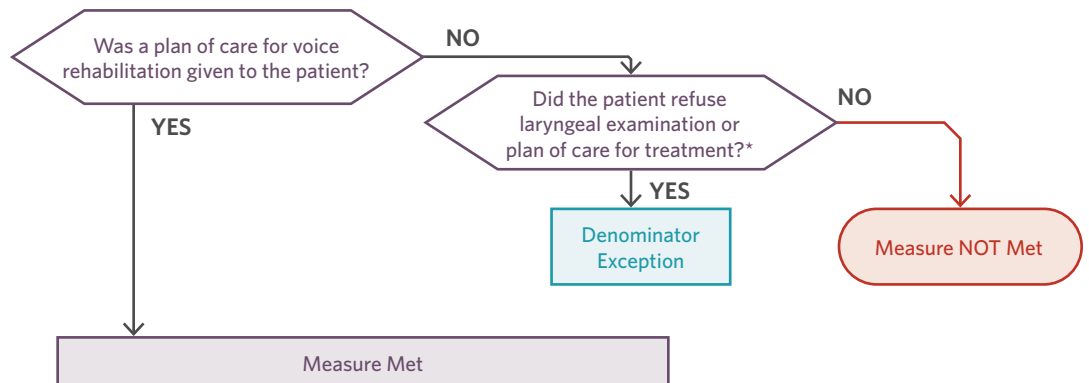 Was a plan of care for voice
rehabilitation given to the patient?
NO
YES
Did the patient refuse
laryngeal examination or
plan of care for treatment?*
NO
YES
Denominator
Exception
Measure NOT Met
Measure Met